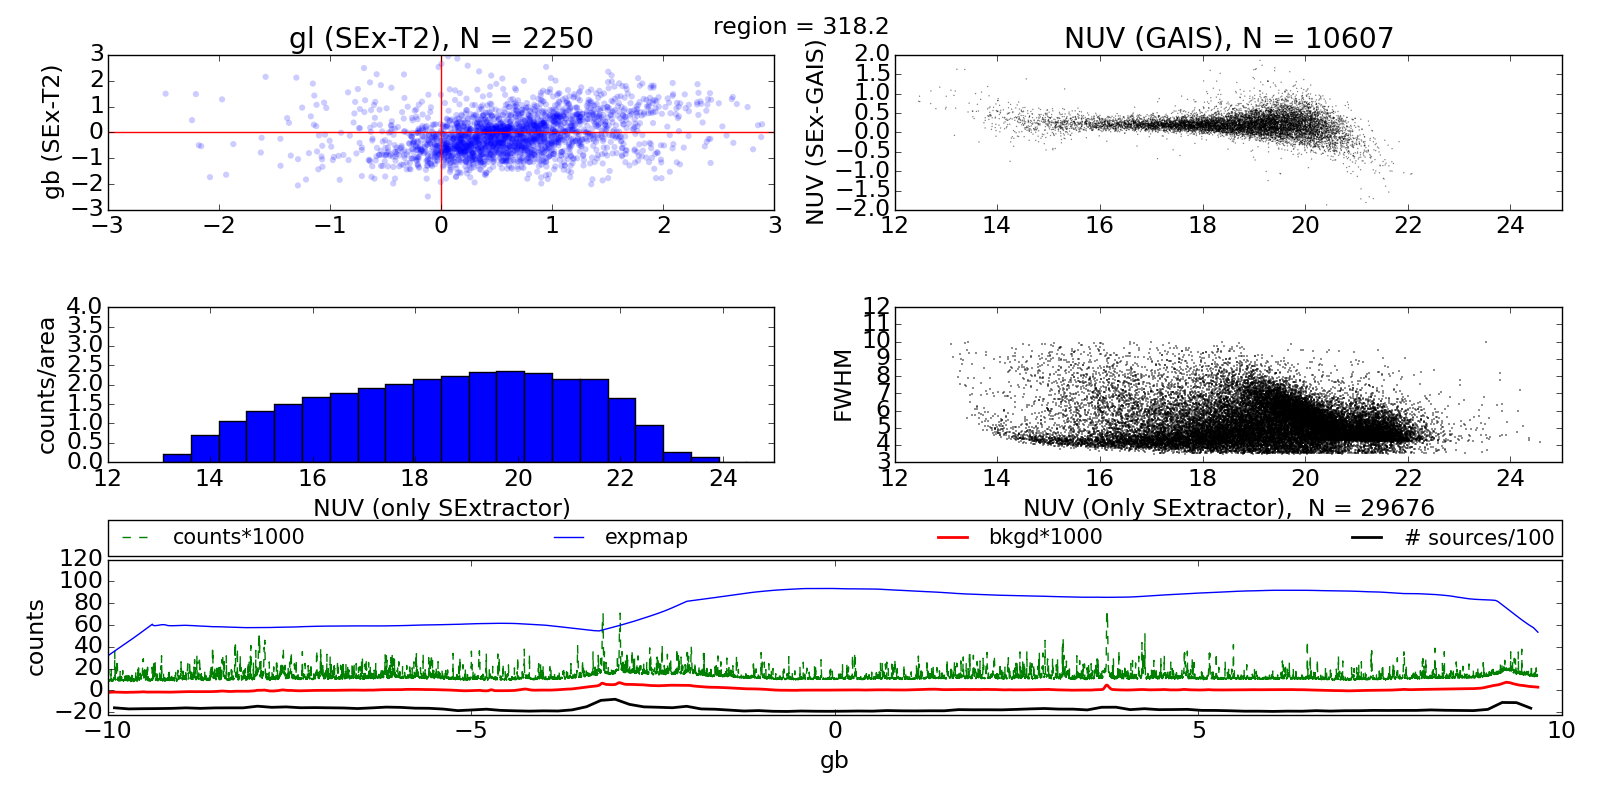 region = 318.2
gl (SEx-T2), N = 2250
NUV (GAIS), N = 10607
gb (SEx-T2)
3
2
1
0
−1
−2
−3
−3 −2 −1 0 1 2 3
NUV (SEx-GAIS)
2.0
1.5
1.0
0.5
0.0
−0.5
−1.0
−1.5
−2.0
12 14 16 18 20 22 24
counts/area
4.0
3.5
3.0
2.5
2.0
1.5
1.0
0.5
0.0
12 14 16 18 20 22 24
NUV (only SExtractor)
FWHM
12
11
10
9
8
7
6
5
4
3
12 14 16 18 20 22 24
NUV (Only SExtractor), N = 29676
counts*1000 expmap bkgd*1000 # sources/100
counts
120
100
80
60
40
20
0
−20
−10 −5 0 5 10
gb